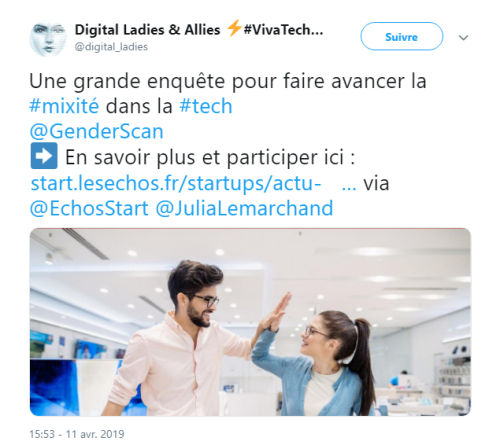 Digital Ladies & Allies ⚡#VivaTech...
@digital_ladies
Suivre
Une grande enquête pour faire avancer la
#mixité dans la #tech
@GenderScan
➡ En savoir plus et participer ici :
start.lesechos.fr/startups/actu- ... via
@EchosStart @JuliaLemarchand
15:53 - 11 avr. 2019